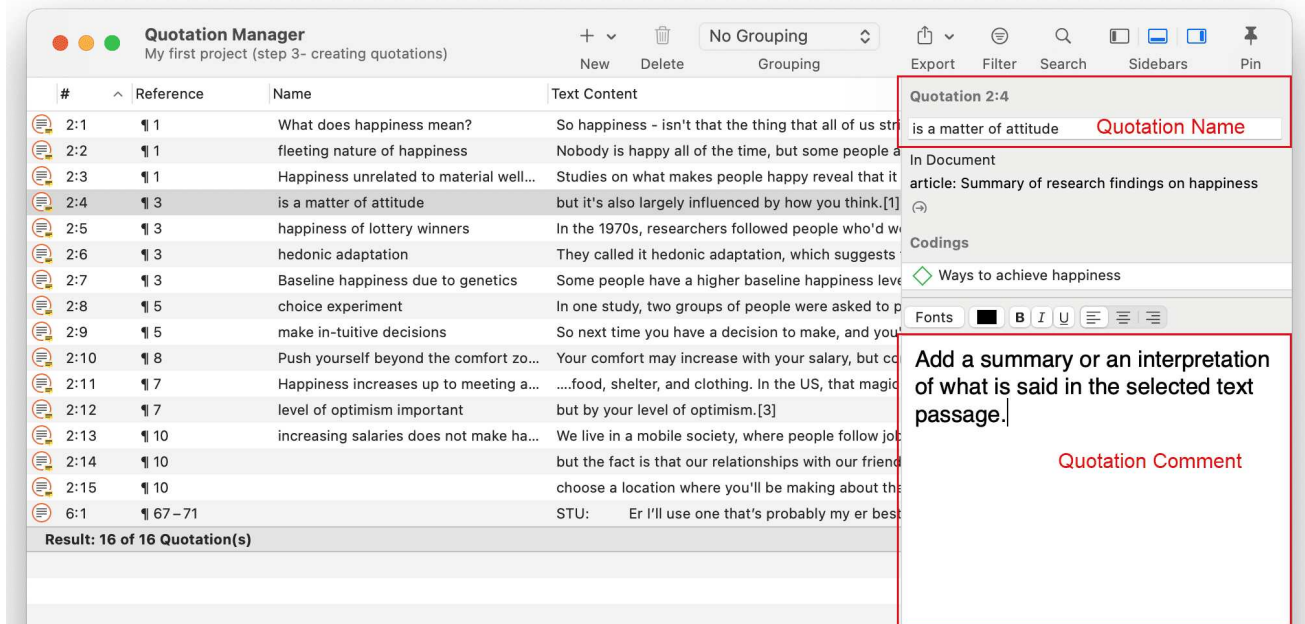 Quotation Manager
My first project (step 3- creating quotations)
New
Delete
No Grouping
Grouping
Export
Filter
Search
Sidebars
Pin
# Reference Name Text Content
2:1 ¶ 1 What does happiness mean? So happiness - isn't that the thing that all of us stri
2:2 ¶ 1 fleeting nature of happiness Nobody is happy all of the time, but some people a
2:3 ¶ 1 Happiness unrelated to material well... Studies on what makes people happy reveal that it
2:4 ¶ 3 is a matter of attitude but it's also largely influenced by how you think.[1]
2:5 ¶ 3 happiness of lottery winners In the 1970s, researchers followed people who'd w
2:6 ¶ 3 hedonic adaptation They called it hedonic adaptation, which suggests
2:7 ¶ 3 Baseline happiness due to genetics Some people have a higher baseline happiness leve
2:8 ¶ 5 choice experiment In one study, two groups of people were asked to p
2:9 ¶ 5 make in-tuitive decisions So next time you have a decision to make, and you'
2:10 ¶ 8 Push yourself beyond the comfort zo... Your comfort may increase with your salary, but co
2:11 ¶ 7 Happiness increases up to meeting a... ....food, shelter, and clothing. In the US, that magic
2:12 ¶ 7 level of optimism important but by your level of optimism.[3]
2:13 ¶ 10 increasing salaries does not make ha... We live in a mobile society, where people follow job
2:14 ¶ 10 but the fact is that our relationships with our friend
2:15 ¶ 10 choose a location where you'll be making about the
6:1 ¶ 67 – 71 STU: Er I'll use one that's probably my er best
Result: 16 of 16 Quotation(s)
Quotation 2:4
is a matter of attitude Quotation Name
In Document
article: Summary of research findings on happiness
Codings
Ways to achieve happiness
Fonts B I U
Add a summary or an interpretation
of what is said in the selected text
passage.
Quotation Comment